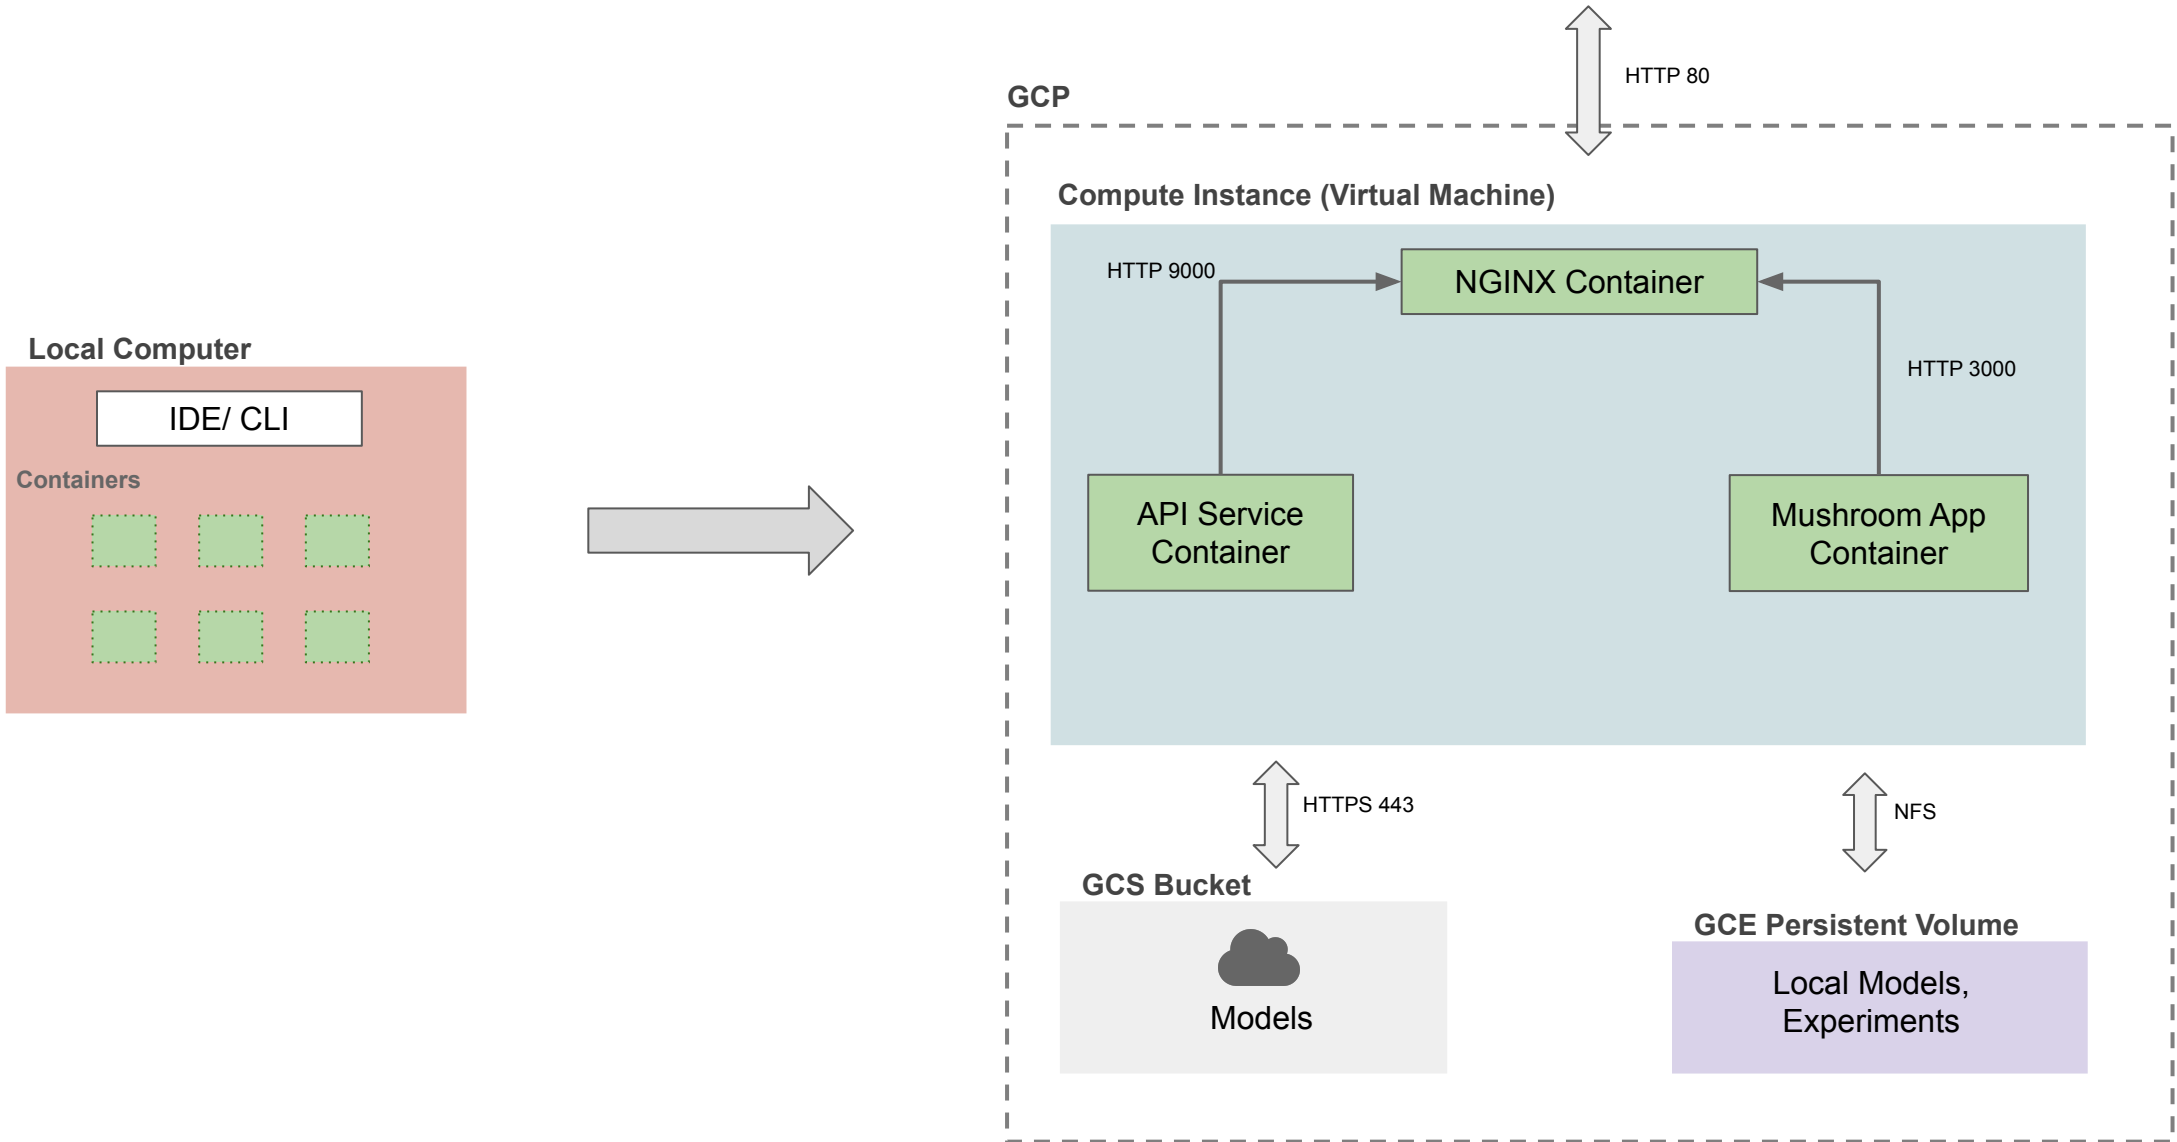 HTTP 80
GCP
Compute Instance (Virtual Machine)
HTTP 9000
NGINX Container
HTTP 3000
Local Computer
IDE/ CLI
Containers
API Service
Container
Mushroom App
Container
HTTPS 443
NFS
GCS Bucket
Models
GCE Persistent Volume
Local Models,
Experiments